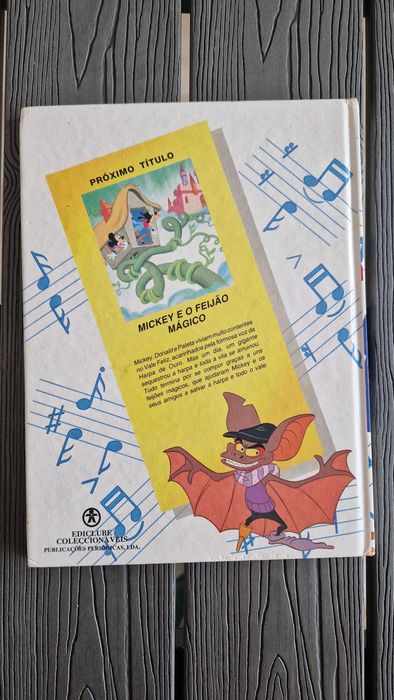 PRÓXIMO TÍTULO
MICKEY E O FEIJÃO
MÁGICO
Mickey, Donald e Pateta viviam muito contentes
no Vale Feliz, acarinhados pela formosa voz da
Harpa de Ouro. Mas um dia, um gigante
sequestrou a harpa e toda a vila se arruinou.
Tudo termina por se compor graças a uns
feijões mágicos, que ajudaram Mickey e os
seus amigos a salvar a harpa e todo o vale.
EDICLUBE
COLECCIONÁVEIS
PUBLICAÇÕES PERIÓDICAS, LDA.